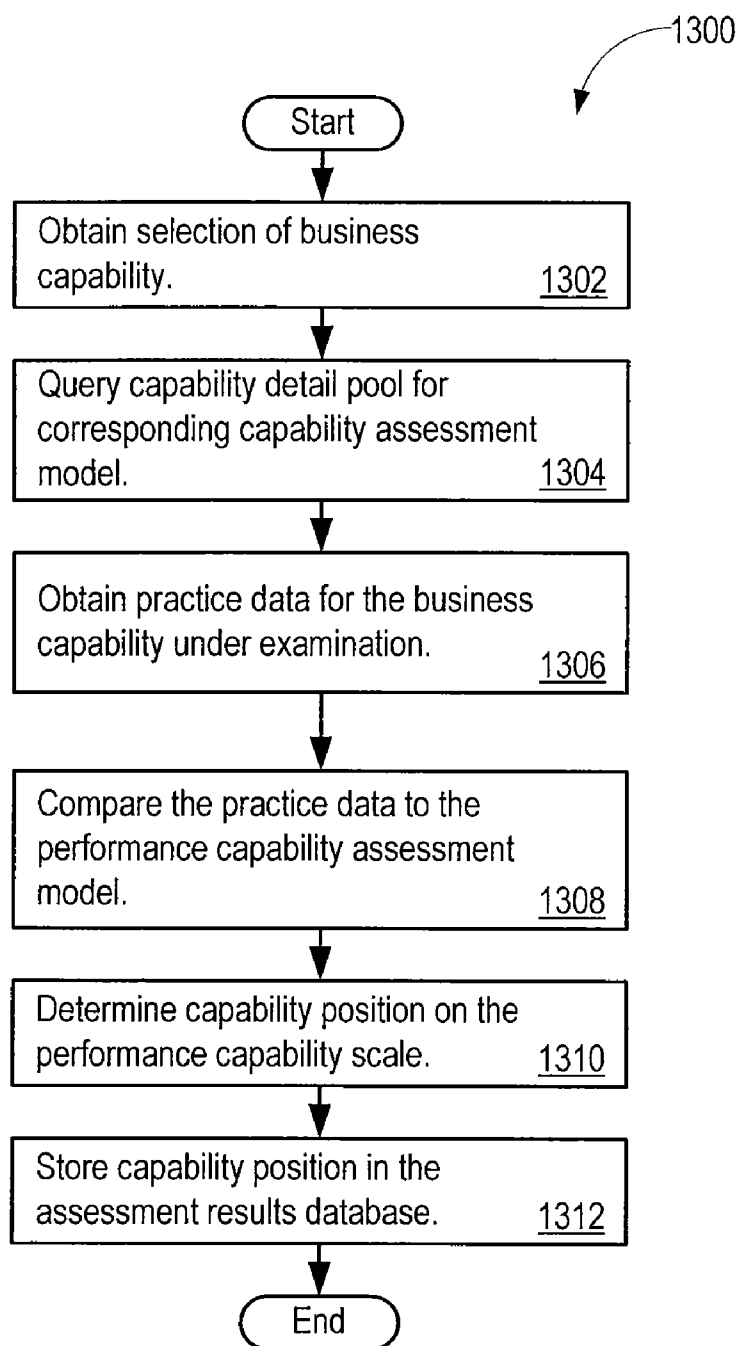 1300
Start
Obtain selection of business
capability.
1302
Query capability detail pool for
corresponding capability assessment
model.
1304
Obtain practice data for the business
capability under examination.
1306
Compare the practice data to the
performance capability assessment
model.
1308
Determine capability position on the
performance capability scale.
1310
Store capability position in the
assessment results database.
1312
End